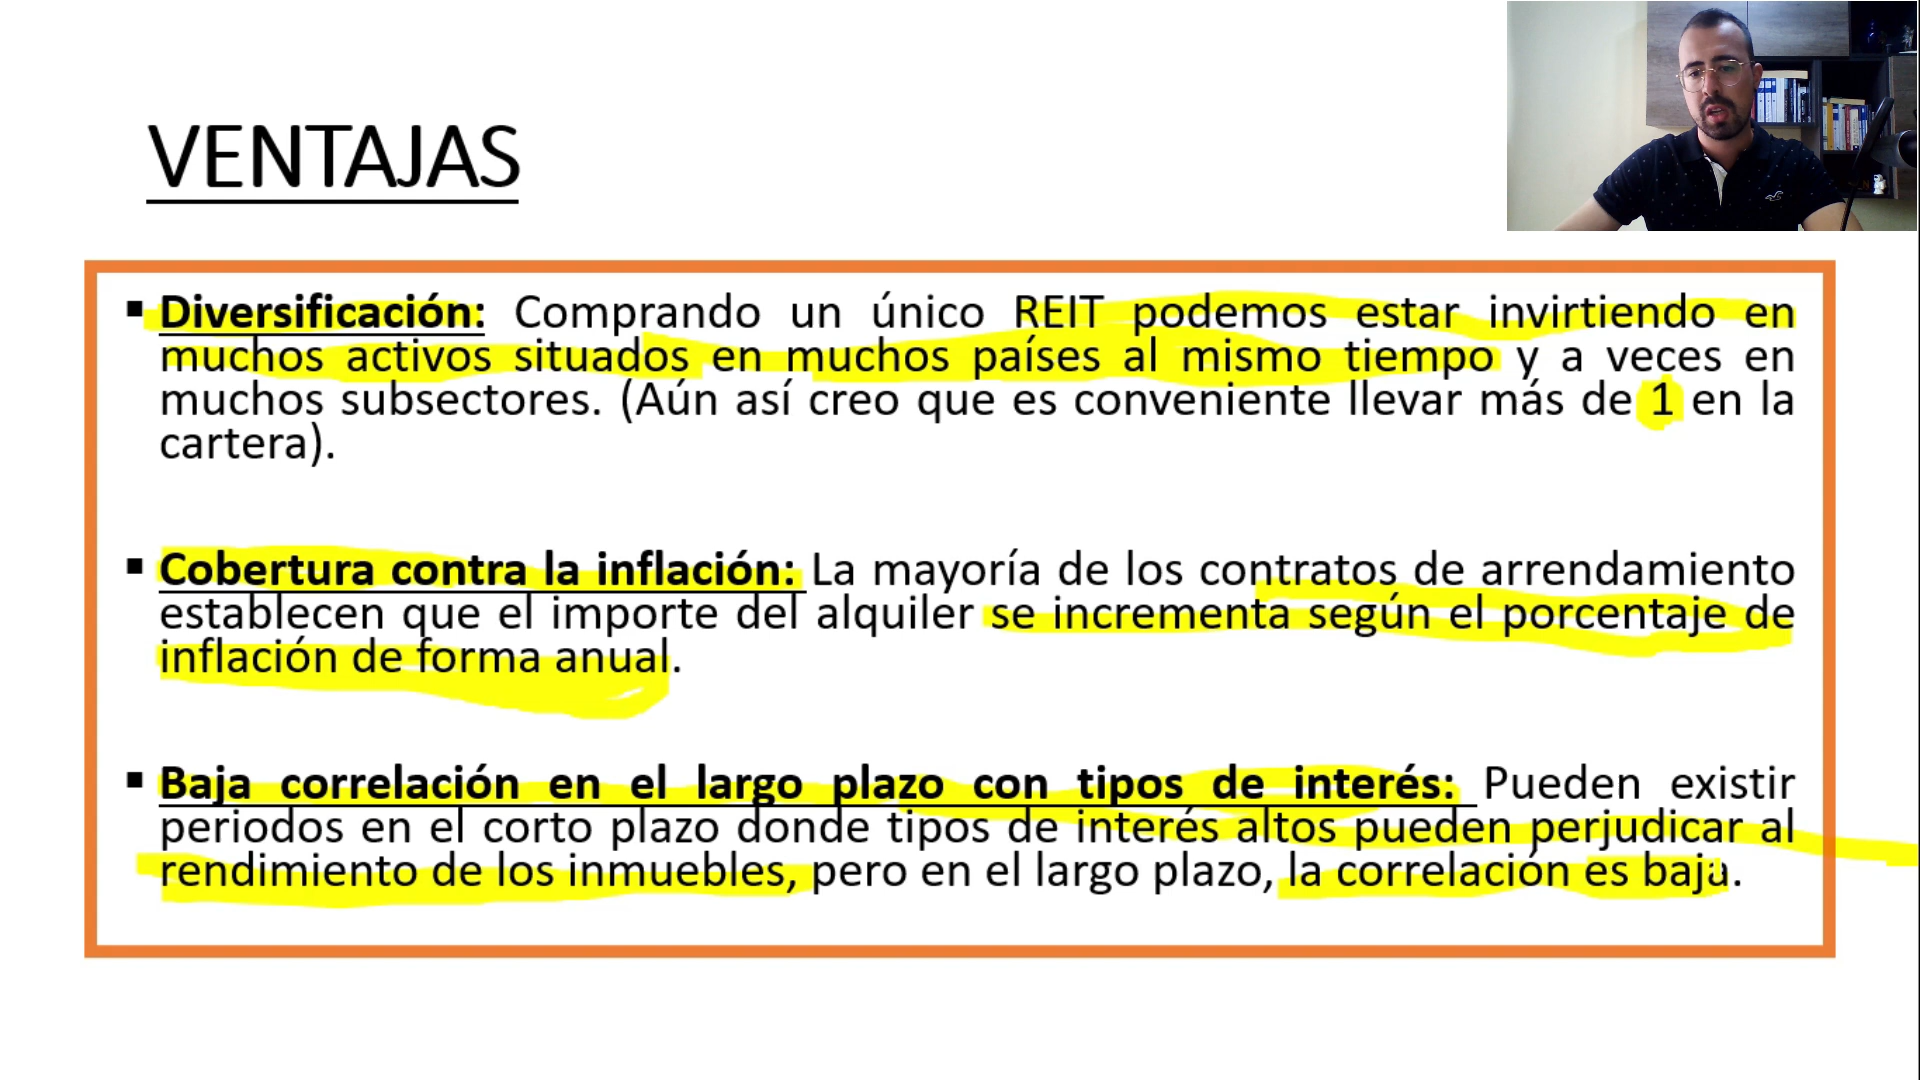 VENTAJAS
▪ Diversificación: Comprando un único REIT podemos estar invirtiendo en
muchos activos situados en muchos países al mismo tiempo y a veces en
muchos subsectores. (Aún así creo que es conveniente llevar más de 1 en la
cartera).
▪ Cobertura contra la inflación: La mayoría de los contratos de arrendamiento
establecen que el importe del alquiler se incrementa según el porcentaje de
inflación de forma anual.
▪ Baja correlación en el largo plazo con tipos de interés: Pueden existir
periodos en el corto plazo donde tipos de interés altos pueden perjudicar al
rendimiento de los inmuebles, pero en el largo plazo, la correlación es baja.